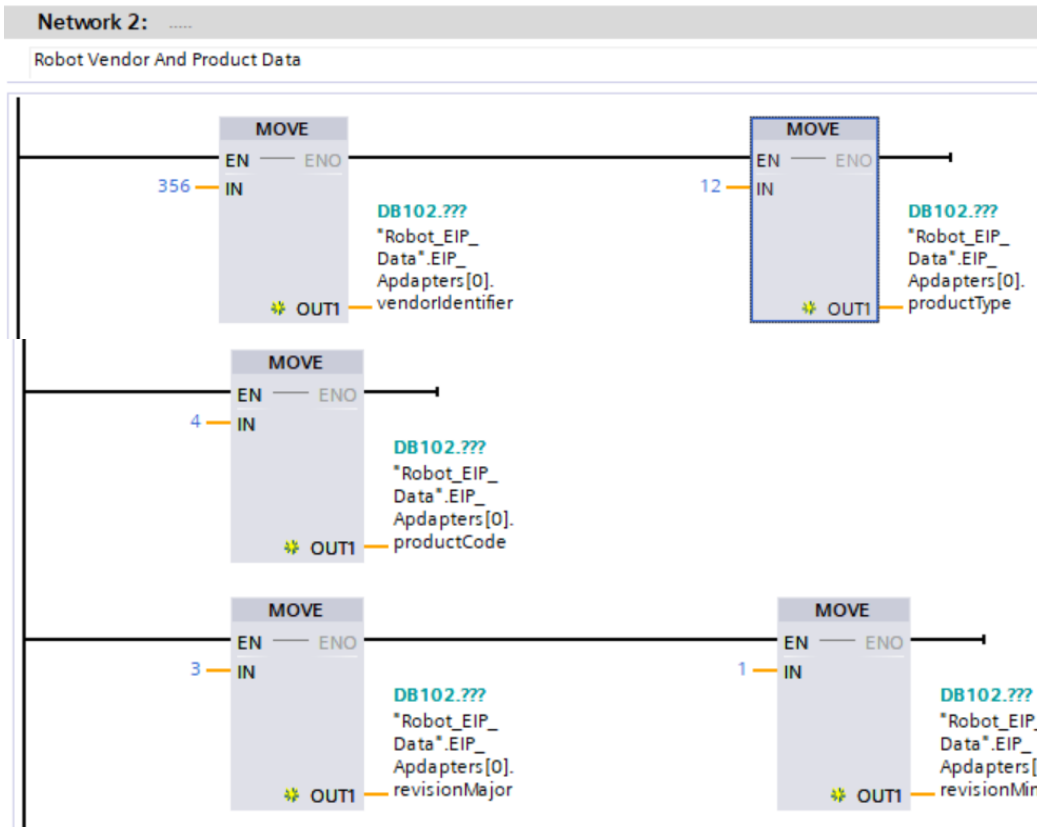 Network 2: .....
Robot Vendor And Product Data
MOVE
EN ENO
356 IN
DB102.???
"Robot_EIP_
Data".EIP_
Apdapters[0].
OUT1 vendorIdentifier
MOVE
EN ENO
12 IN
DB102.???
"Robot_EIP_
Data".EIP_
Apdapters[0].
OUT1 productType
MOVE
EN ENO
4 IN
DB102.???
"Robot_EIP_
Data".EIP_
Apdapters[0].
OUT1 productCode
MOVE
EN ENO
3 IN
DB102.???
"Robot_EIP_
Data".EIP_
Apdapters[0].
OUT1 revisionMajor
MOVE
EN ENO
1 IN
DB102.???
"Robot_EIP_
Data".EIP_
Apdapters[
OUT1 revisionMin